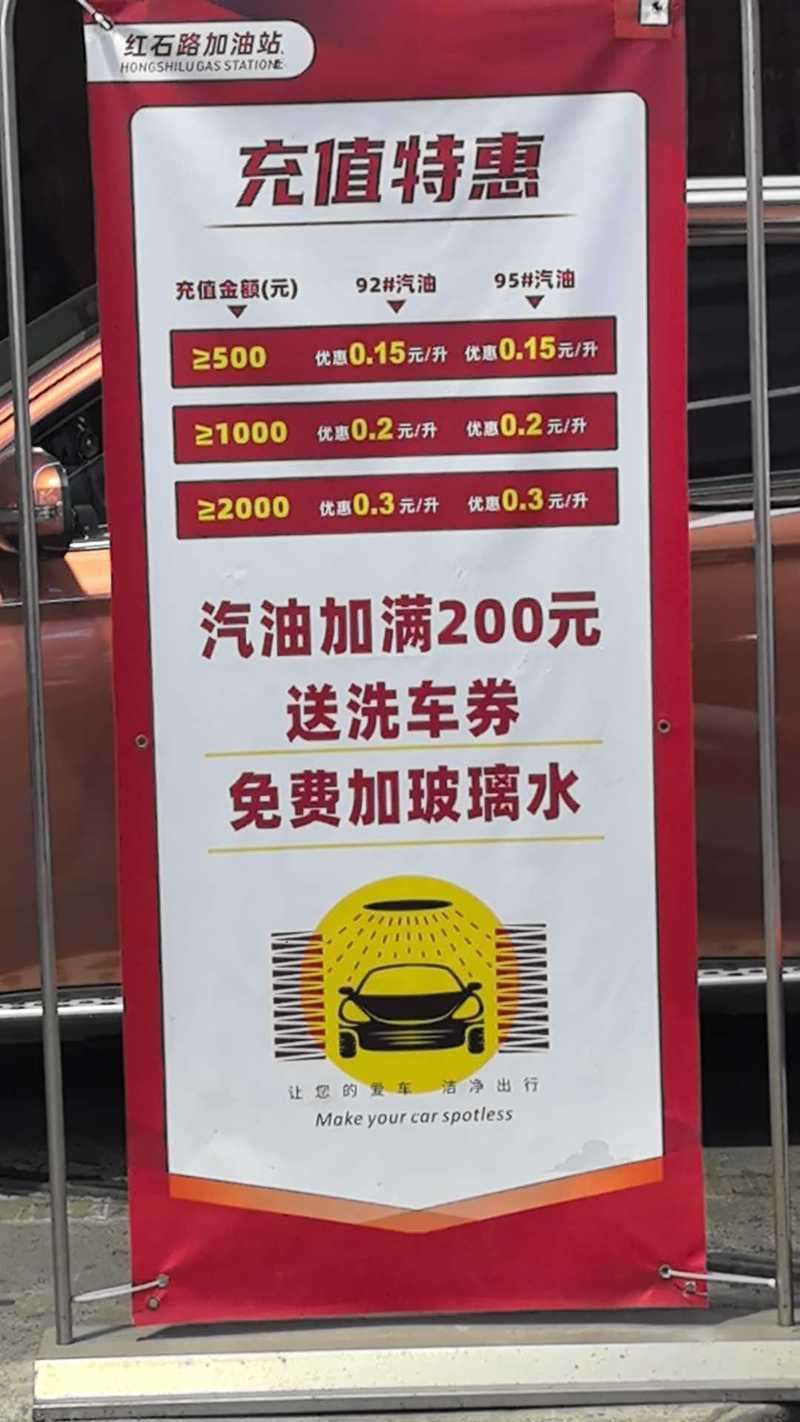 红石路加油站
HONGSHILU GAS STATION
充值特惠
充值金额(元) 92#汽油 95#汽油
≥500 优惠0.15元/升 优惠0.15元/升
≥1000 优惠0.2元/升 优惠0.2元/升
≥2000 优惠0.3元/升 优惠0.3元/升
汽油加满200元
送洗车券
免费加玻璃水
让您的爱车 洁净出行
Make your car spotless